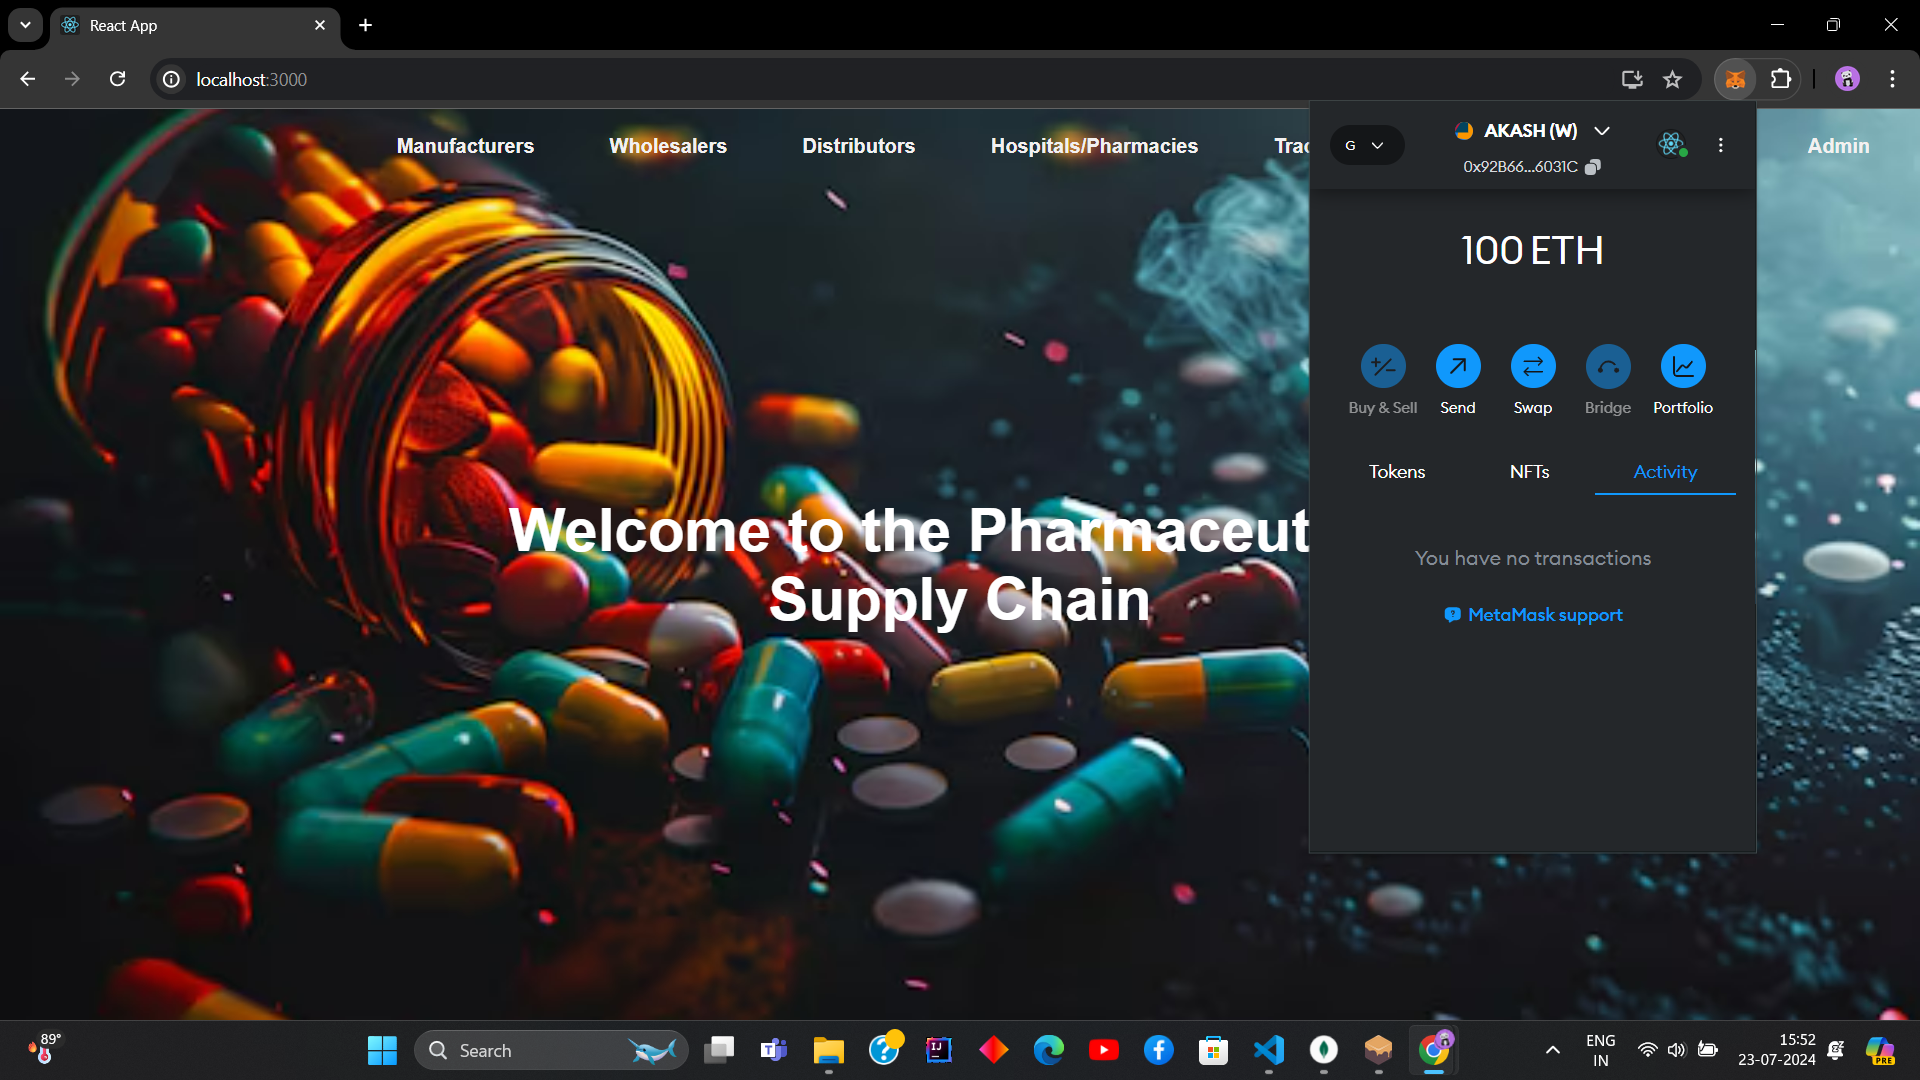 React App
localhost:3000
Manufacturers
Wholesalers
Distributors
Hospitals/Pharmacies
Trac
Admin
G
AKASH (W)
0x92B66...6031C
100 ETH
Buy & Sell
Send
Swap
Bridge
Portfolio
Tokens
NFTs
Activity
You have no transactions
MetaMask support
Welcome to the Pharmaceut
Supply Chain
89°
Search
ENG
IN
15:52
23-07-2024
PRE